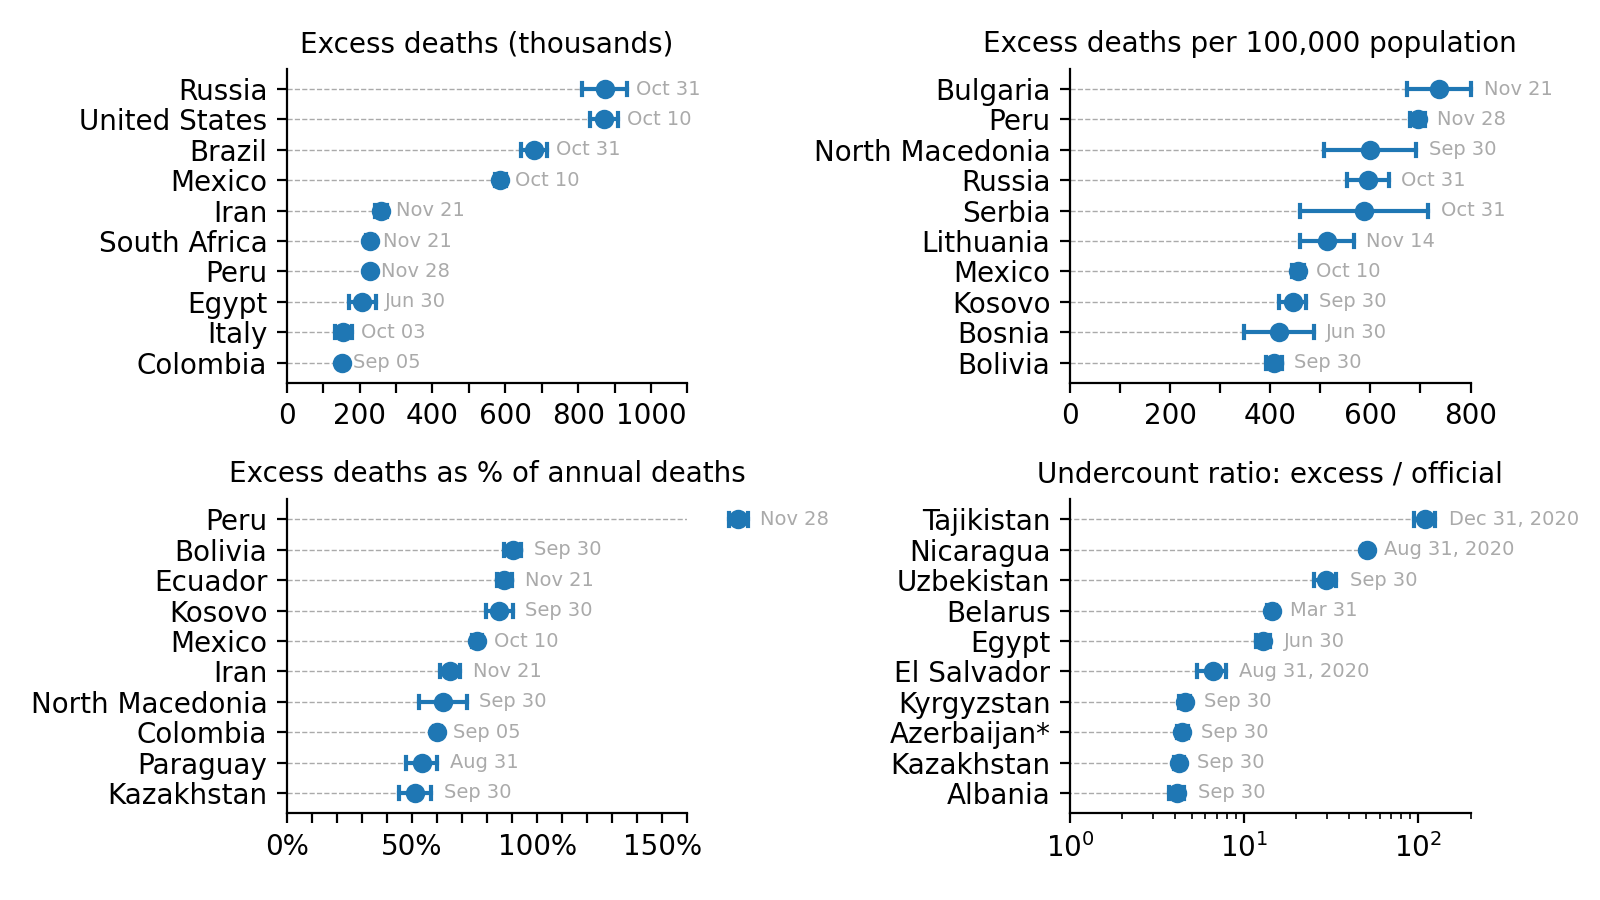 Excess deaths (thousands)
Russia Oct 31
United States Oct 10
Brazil Oct 31
Mexico Oct 10
Iran Nov 21
South Africa Nov 21
Peru Nov 28
Egypt Jun 30
Italy Oct 03
Colombia Sep 05
0 200 400 600 800 1000
Excess deaths per 100,000 population
Bulgaria Nov 21
Peru Nov 28
North Macedonia Sep 30
Russia Oct 31
Serbia Oct 31
Lithuania Nov 14
Mexico Oct 10
Kosovo Sep 30
Bosnia Jun 30
Bolivia Sep 30
0 200 400 600 800
Excess deaths as % of annual deaths
Peru Nov 28
Bolivia Sep 30
Ecuador Nov 21
Kosovo Sep 30
Mexico Oct 10
Iran Nov 21
North Macedonia Sep 30
Colombia Sep 05
Paraguay Aug 31
Kazakhstan Sep 30
0% 50% 100% 150%
Undercount ratio: excess / official
Tajikistan Dec 31, 2020
Nicaragua Aug 31, 2020
Uzbekistan Sep 30
Belarus Mar 31
Egypt Jun 30
El Salvador Aug 31, 2020
Kyrgyzstan Sep 30
Azerbaijan* Sep 30
Kazakhstan Sep 30
Albania Sep 30
10⁰ 10¹ 10²